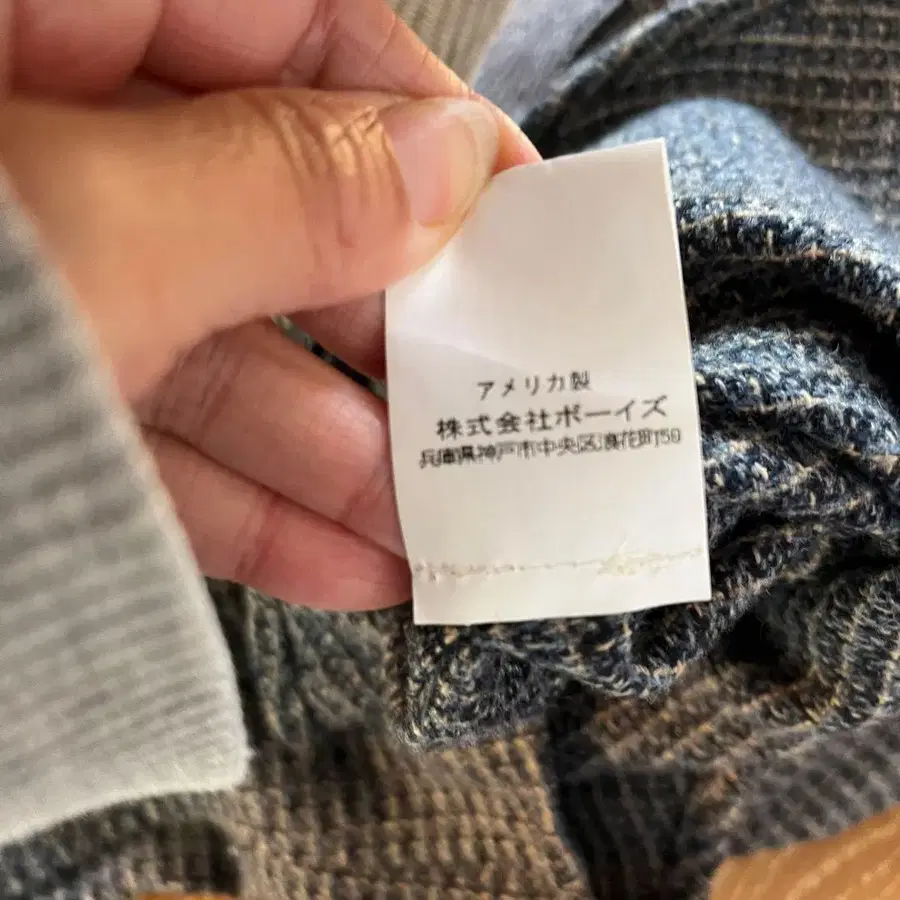 アメリカ製
株式会社ボーイズ
兵庫県神戸市中央区浪花町59